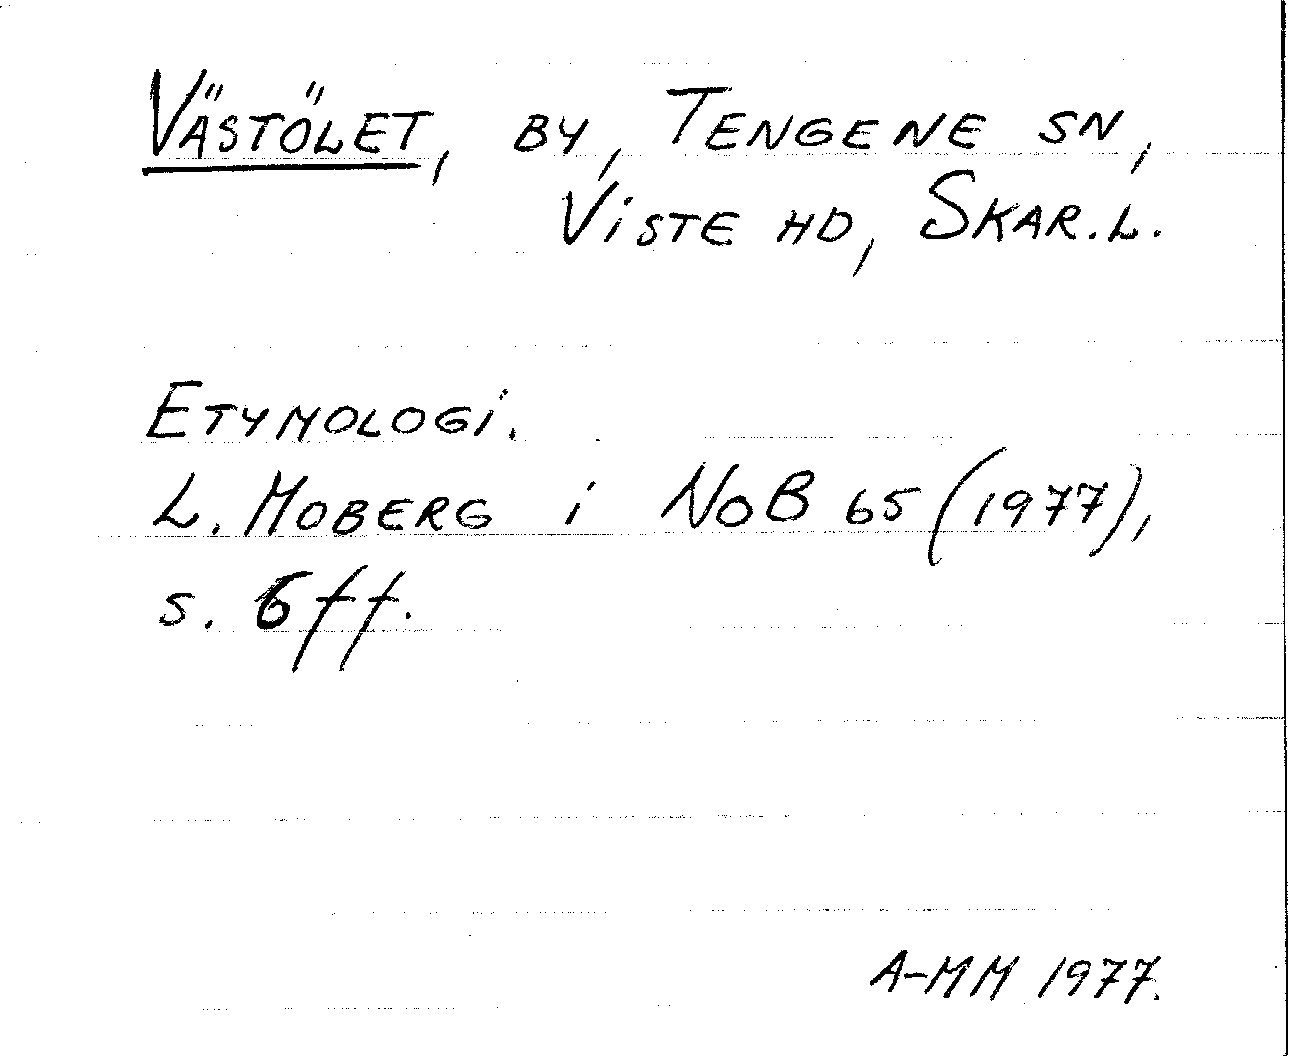 Västölet, by, Tengene sn,
Viste hd, Skar.l.
Etymologi.
L. Moberg i NoB 65 (1977),
s. 6ff.
A-MM 1977.